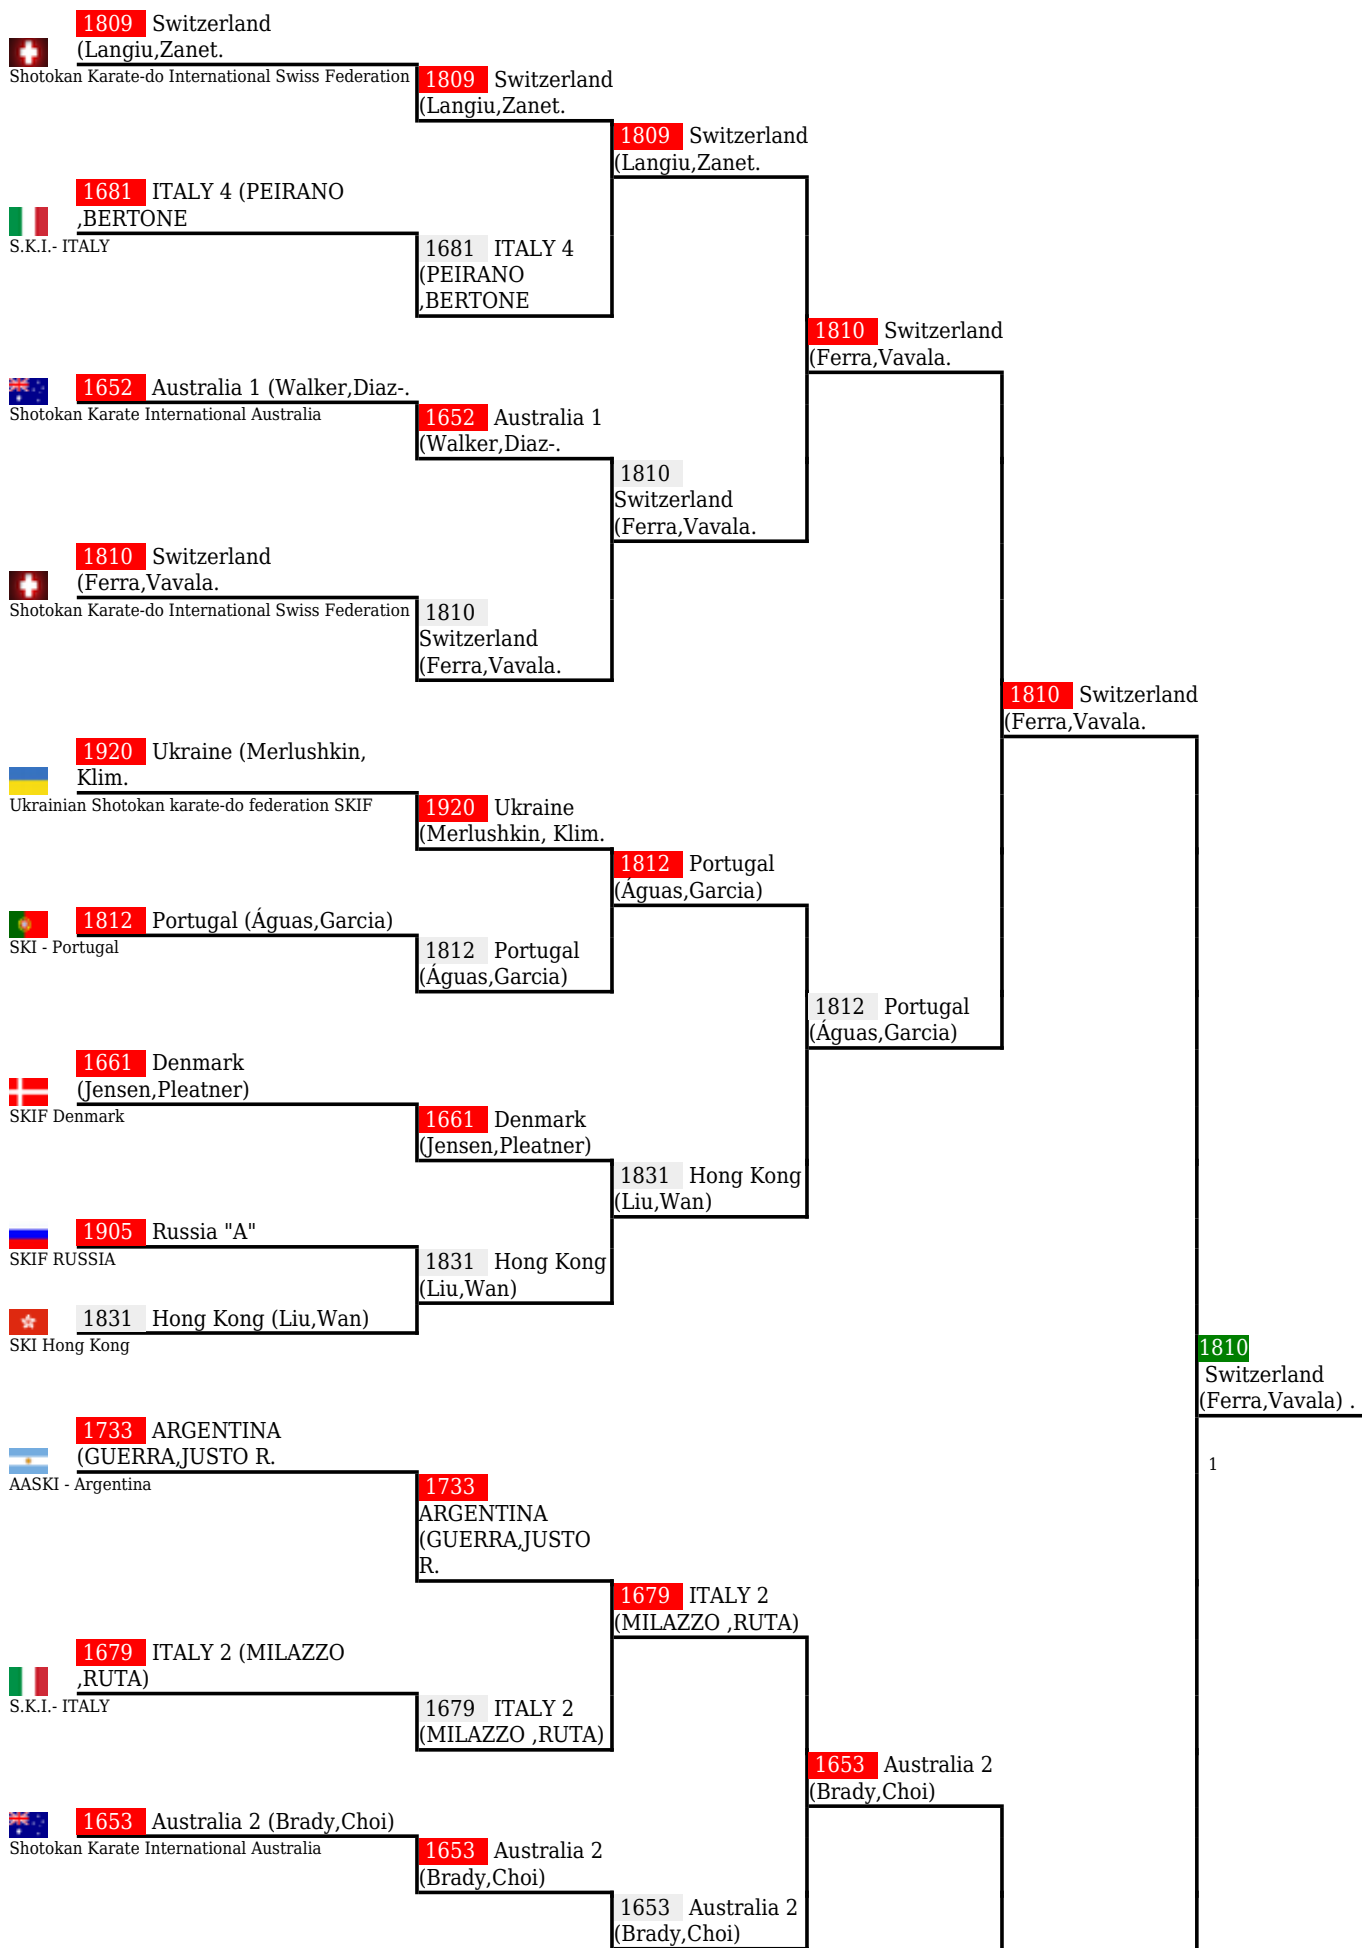 1809 Switzerland
(Langiu,Zanet.
Shotokan Karate-do International Swiss Federation
1809 Switzerland
(Langiu,Zanet.
1809 Switzerland
(Langiu,Zanet.
1681 ITALY 4 (PEIRANO
,BERTONE
S.K.I.- ITALY
1681 ITALY 4
(PEIRANO
,BERTONE
1810 Switzerland
(Ferra,Vavala.
1652 Australia 1 (Walker,Diaz-.
Shotokan Karate International Australia
1652 Australia 1
(Walker,Diaz-.
1810
Switzerland
(Ferra,Vavala.
1810 Switzerland
(Ferra,Vavala.
Shotokan Karate-do International Swiss Federation
1810
Switzerland
(Ferra,Vavala.
1810 Switzerland
(Ferra,Vavala.
1920 Ukraine (Merlushkin,
Klim.
Ukrainian Shotokan karate-do federation SKIF
1920 Ukraine
(Merlushkin, Klim.
1812 Portugal
(Águas,Garcia)
1812 Portugal (Águas,Garcia)
SKI - Portugal
1812 Portugal
(Águas,Garcia)
1812 Portugal
(Águas,Garcia)
1661 Denmark
(Jensen,Pleatner)
SKIF Denmark
1661 Denmark
(Jensen,Pleatner)
1831 Hong Kong
(Liu,Wan)
1905 Russia "A"
SKIF RUSSIA
1831 Hong Kong
(Liu,Wan)
1831 Hong Kong (Liu,Wan)
SKI Hong Kong
1810
Switzerland
(Ferra,Vavala) .
1
1733 ARGENTINA
(GUERRA,JUSTO R.
AASKI - Argentina
1733
ARGENTINA
(GUERRA,JUSTO
R.
1679 ITALY 2
(MILAZZO ,RUTA)
1679 ITALY 2 (MILAZZO
,RUTA)
S.K.I.- ITALY
1679 ITALY 2
(MILAZZO ,RUTA)
1653 Australia 2
(Brady,Choi)
1653 Australia 2 (Brady,Choi)
Shotokan Karate International Australia
1653 Australia 2
(Brady,Choi)
1653 Australia 2
(Brady,Choi)